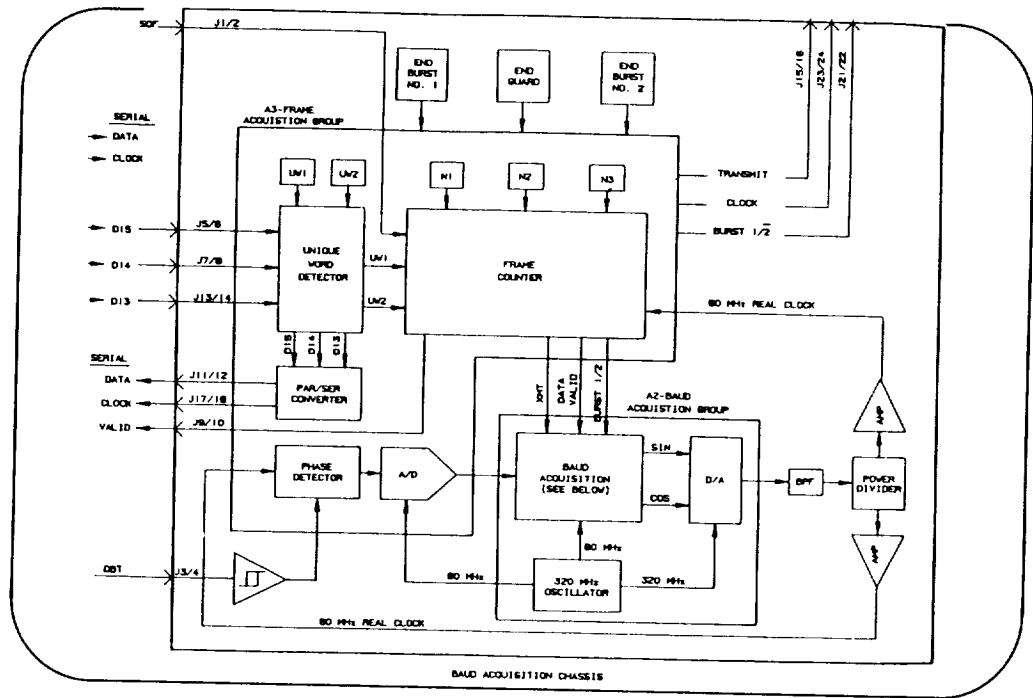 SOF
J1/2
J15/16
J23/24
J21/22
END
BURST
NO. 1
END
GUARD
END
BURST
NO. 2
A3-FRAME
ACQUISTION GROUP
SERIAL
DATA
CLOCK
UW1
UW2
N1
N2
N3
TRANSMIT
CLOCK
BURST 1/2
DI5
J5/6
DI4
J7/8
DI3
J13/14
UNIQUE
WORD
DETECTOR
UW1
UW2
FRAME
COUNTER
80 MHz REAL CLOCK
DI5
DI4
DI3
SERIAL
DATA
J11/12
CLOCK
J17/18
VALID
J9/10
PAR/SER
CONVERTER
XMT
DATA
VALID
BURST 1/2
A2-BAUD
ACQUISTION GROUP
AMP
PHASE
DETECTOR
A/D
BAUD
ACQUISITION
(SEE BELOW)
SIN
COS
D/A
BPF
POWER
DIVIDER
AMP
DBT
J3/4
80 MHz
80 MHz
320 MHz
OSCILLATOR
320 MHz
80 MHz REAL CLOCK
BAUD ACQUISITION CHASSIS